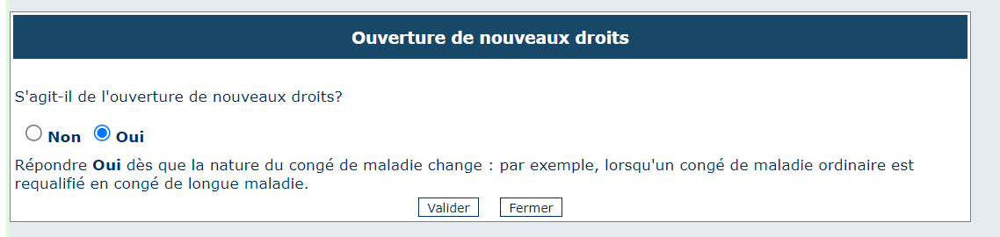 Ouverture de nouveaux droits
S'agit-il de l'ouverture de nouveaux droits?
Non Oui
Répondre Oui dès que la nature du congé de maladie change : par exemple, lorsqu'un congé de maladie ordinaire est
requalifié en congé de longue maladie.
Valider Fermer